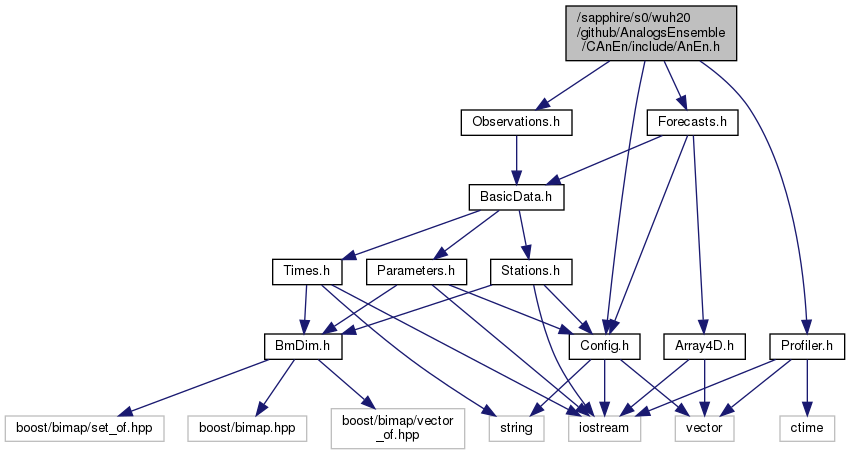 /sapphire/s0/wuh20
/github/AnalogsEnsemble
/CAnEn/include/AnEn.h
Observations.h
Forecasts.h
BasicData.h
Times.h
Parameters.h
Stations.h
BmDim.h
Config.h
Array4D.h
Profiler.h
boost/bimap/set_of.hpp
boost/bimap.hpp
boost/bimap/vector
_of.hpp
string
iostream
vector
ctime